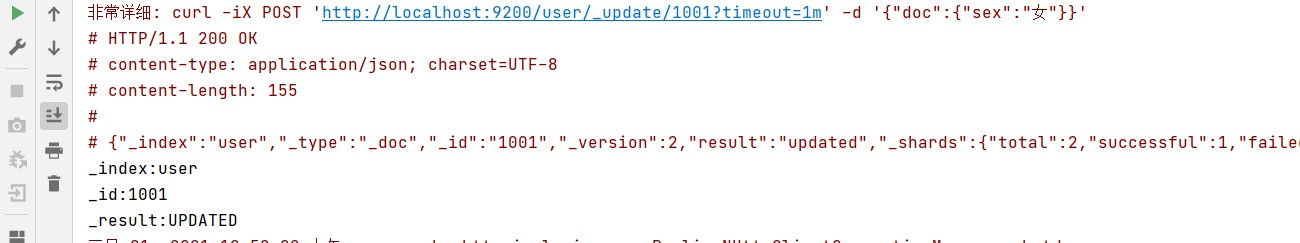 非常详细: curl -iX POST 'http://localhost:9200/user/_update/1001?timeout=1m' -d '{"doc":{"sex":"女"}}'
# HTTP/1.1 200 OK
# content-type: application/json; charset=UTF-8
# content-length: 155
#
# {"_index":"user","_type":"_doc","_id":"1001","_version":2,"result":"updated","_shards":{"total":2,"successful":1,"faile
_index:user
_id:1001
_result:UPDATED